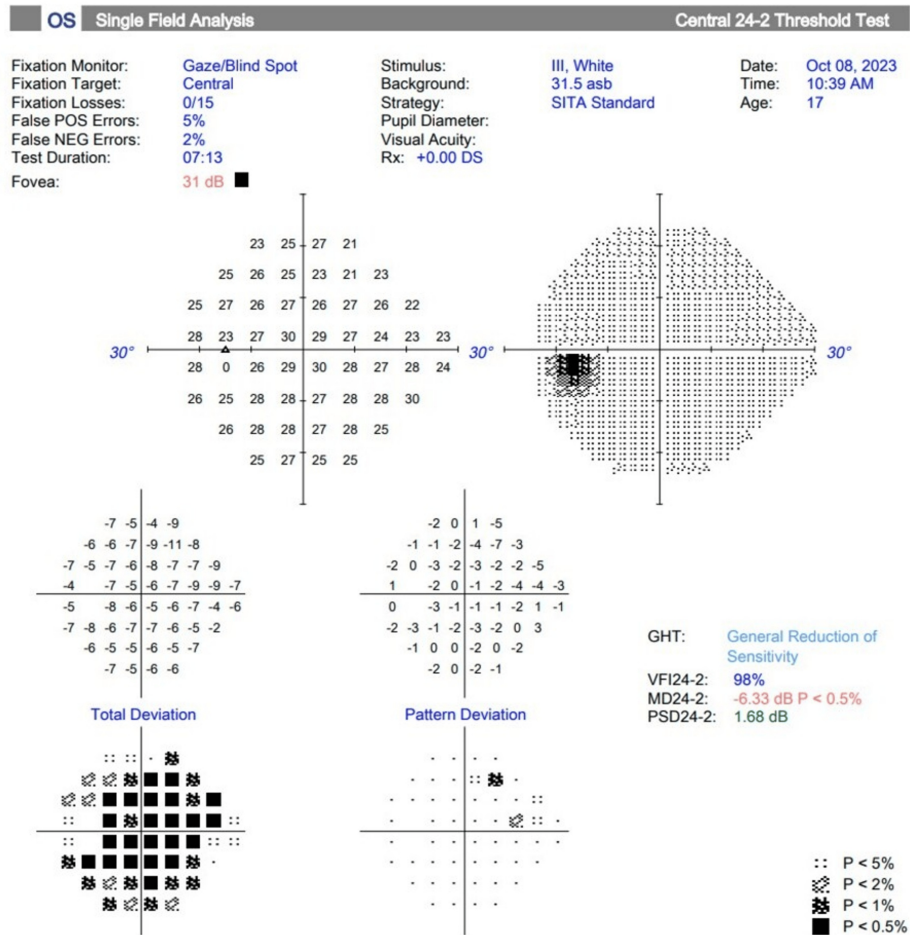 OS Single Field Analysis Central 24-2 Threshold Test
Fixation Monitor: Gaze/Blind Spot Stimulus: III, White Date: Oct 08, 2023
Fixation Target: Central Background: 31.5 asb Time: 10:39 AM
Fixation Losses: 0/15 Strategy: SITA Standard Age: 17
False POS Errors: 5% Pupil Diameter:
False NEG Errors: 2% Visual Acuity:
Test Duration: 07:13 Rx: +0.00 DS
Fovea: 31 dB
23 25 27 21
25 26 25 23 21 23
25 27 26 27 26 27 26 22
28 23 27 30 29 27 24 23 23
30° 30° 30°
28 0 26 29 30 28 27 28 24
26 25 28 28 27 28 28 30
26 28 28 27 28 25
25 27 25 25
-7 -5 -4 -9
-6 -6 -7 -9 -11 -8
-7 -5 -7 -6 -8 -7 -7 -9
-4 -7 -5 -6 -7 -9 -9 -7
-5 -8 -6 -5 -6 -7 -4 -6
-7 -8 -6 -7 -7 -6 -5 -2
-6 -5 -5 -6 -5 -7
-7 -5 -6 -6
Total Deviation
-2 0 1 -5
-1 -1 -2 -4 -7 -3
-2 0 -3 -2 -3 -2 -2 -5
1 -2 0 -1 -2 -4 -4 -3
0 -3 -1 -1 -1 -2 1 -1
-2 -3 -1 -2 -3 -2 0 3
-1 0 0 -2 0 -2
-2 0 -2 -1
Pattern Deviation
GHT: General Reduction of
Sensitivity
VFI24-2: 98%
MD24-2: -6.33 dB P < 0.5%
PSD24-2: 1.68 dB
P < 5%
P < 2%
P < 1%
P < 0.5%